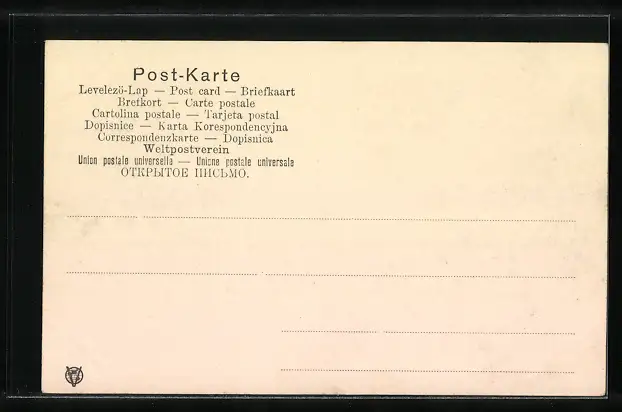 Post-Karte
Levelezö-Lap — Post card — Briefkaart
Brefkort — Carte postale
Cartolina postale — Tarjeta postal
Dopisnice — Karta Korespondencyjna
Correspondenzkarte — Dopisnica
Weltpostverein
Union postale universelle — Unione postale universale
ОТКРЫТОЕ ПИСЬМО.